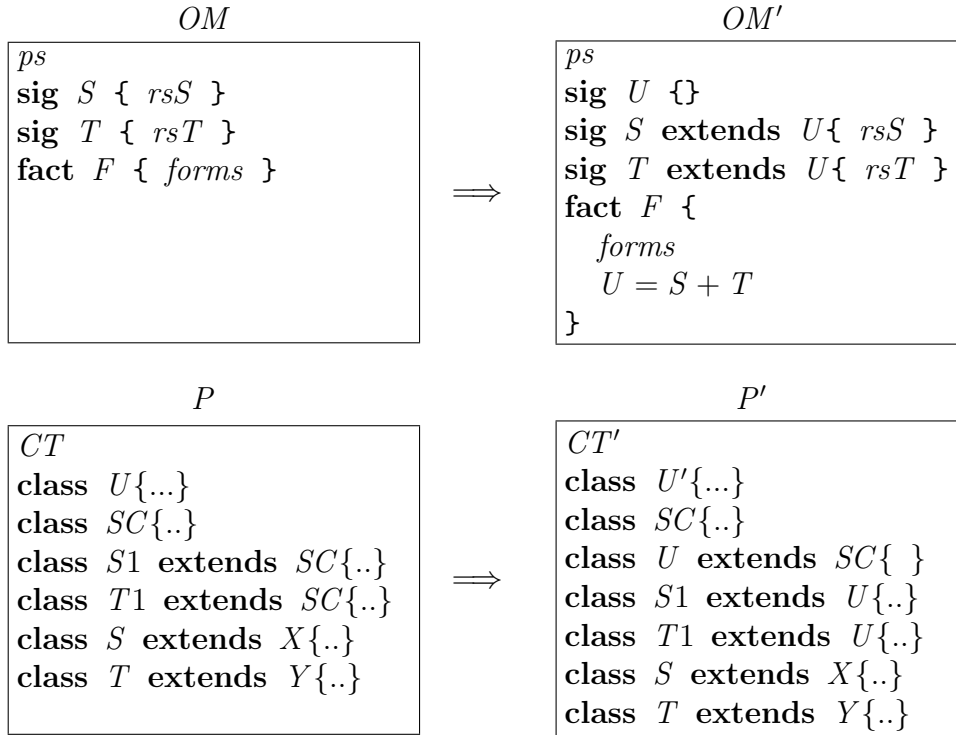 OM
ps
sig S { rsS }
sig T { rsT }
fact F { forms }
⟹
OM′
ps
sig U {}
sig S extends U{ rsS }
sig T extends U{ rsT }
fact F {
forms
U = S + T
}
P
CT
class U{...}
class SC{..}
class S1 extends SC{..}
class T1 extends SC{..}
class S extends X{..}
class T extends Y{..}
⟹
P′
CT′
class U′{...}
class SC{..}
class U extends SC{ }
class S1 extends U{..}
class T1 extends U{..}
class S extends X{..}
class T extends Y{..}